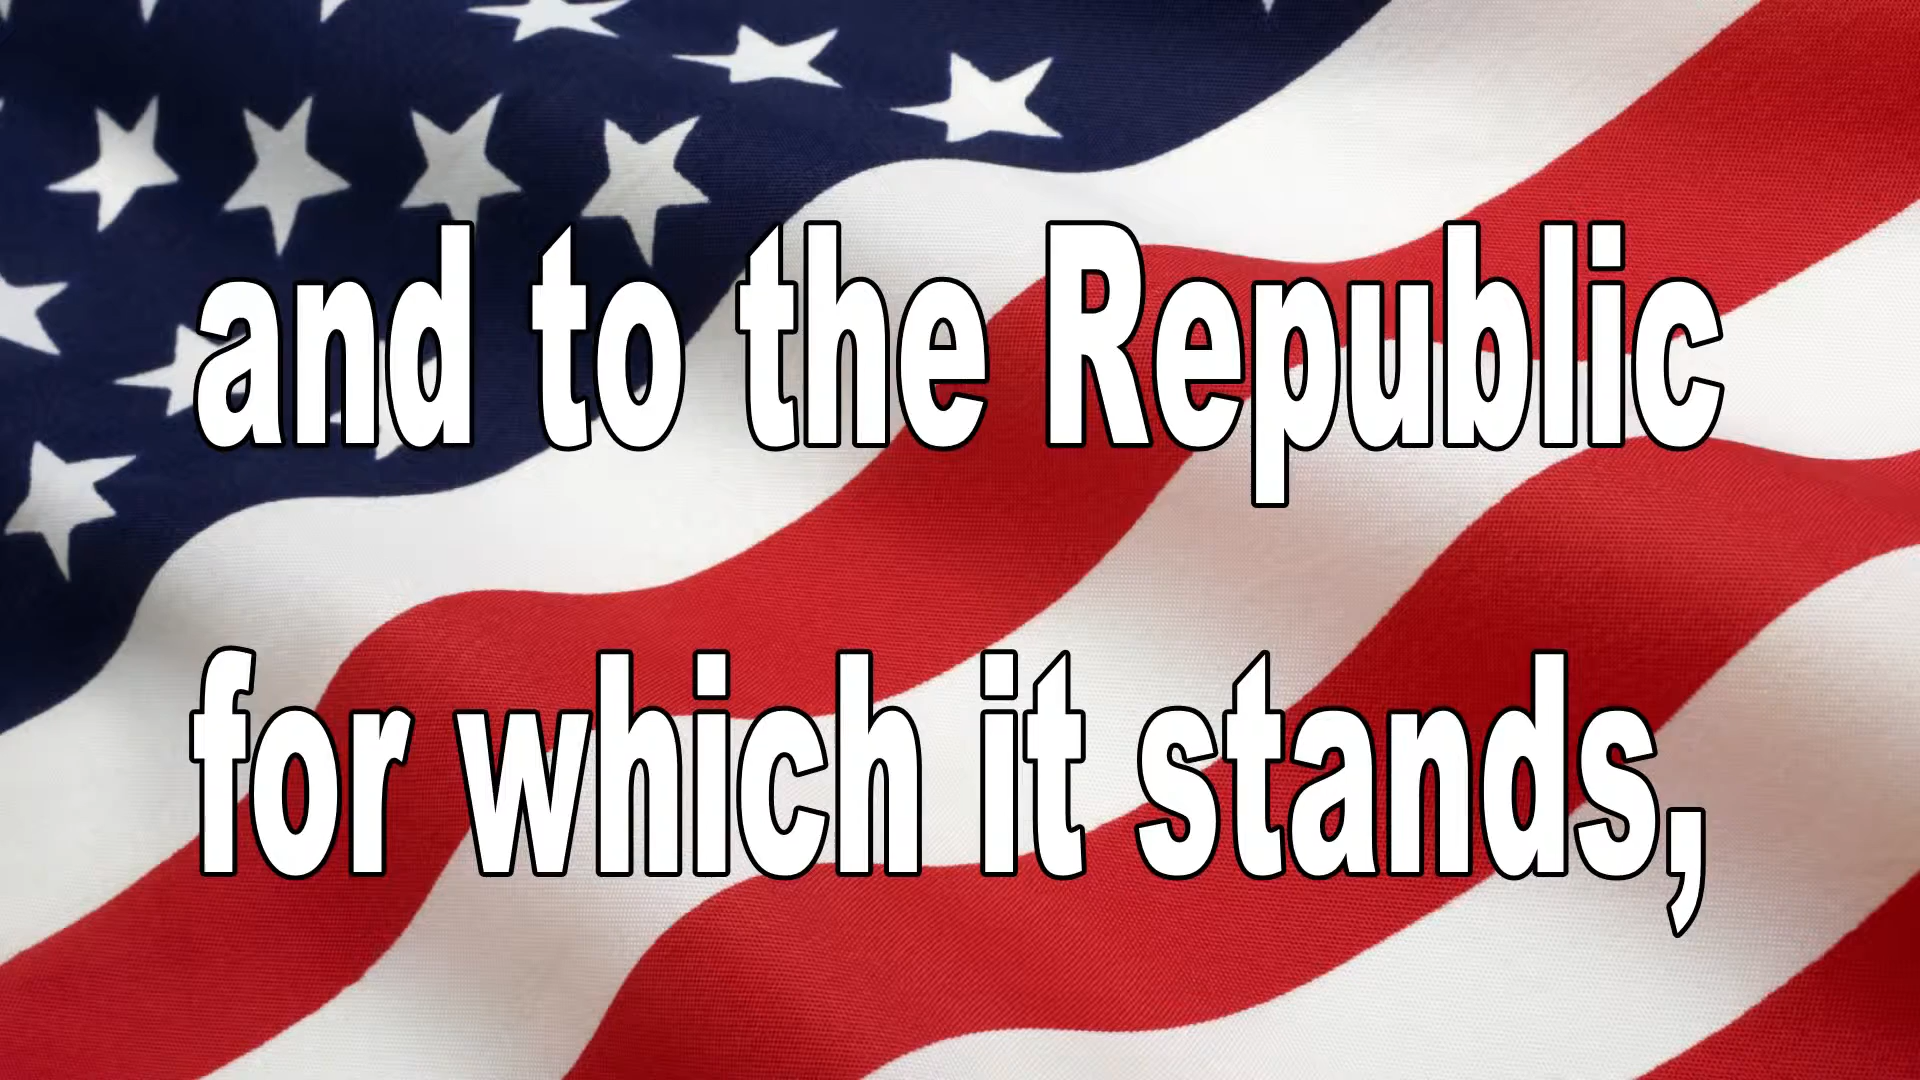 and to the Republic
for which it stands,